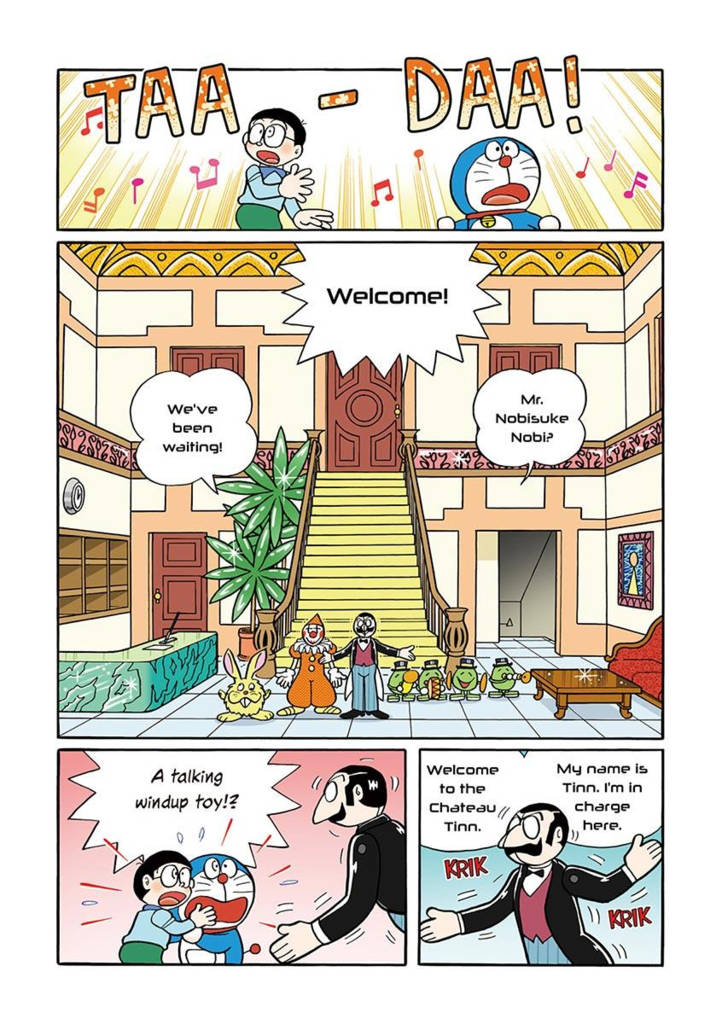 TAA - DAA!
Welcome!
We've
been
waiting!
Mr.
Nobisuke
Nobi?
A talking
windup toy!?
Welcome
to the
Chateau
Tinn.
My name is
Tinn. I'm in
charge
here.
KRIK
KRIK